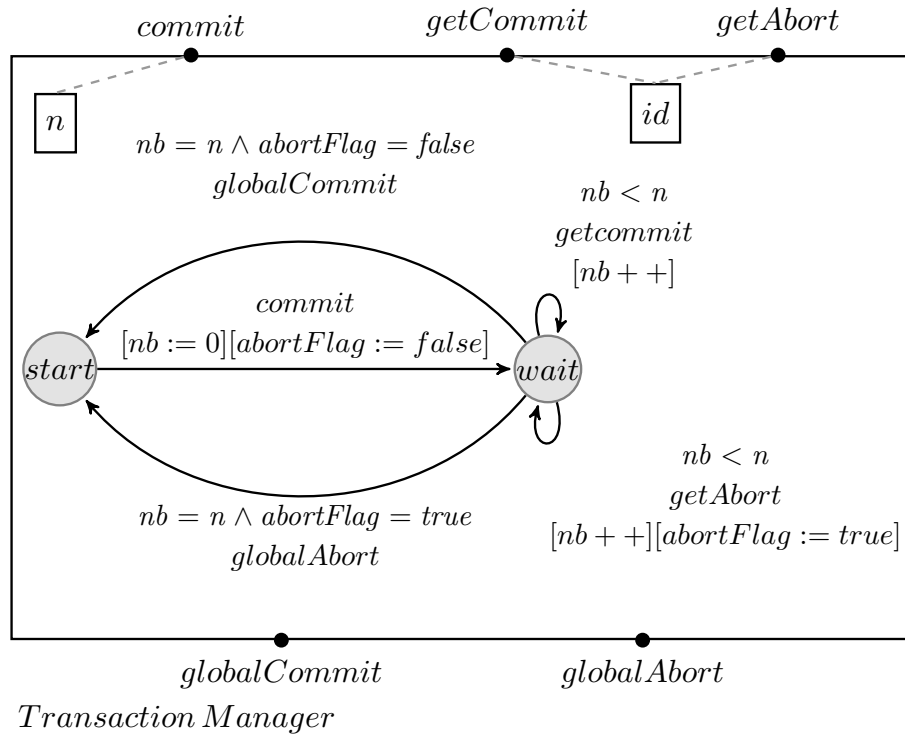 commit
getCommit
getAbort
n
id
nb = n ∧ abortFlag = false
globalCommit
nb < n
getcommit
[nb + +]
commit
[nb := 0][abortFlag := false]
start
wait
nb = n ∧ abortFlag = true
globalAbort
nb < n
getAbort
[nb + +][abortFlag := true]
globalCommit
globalAbort
Transaction Manager